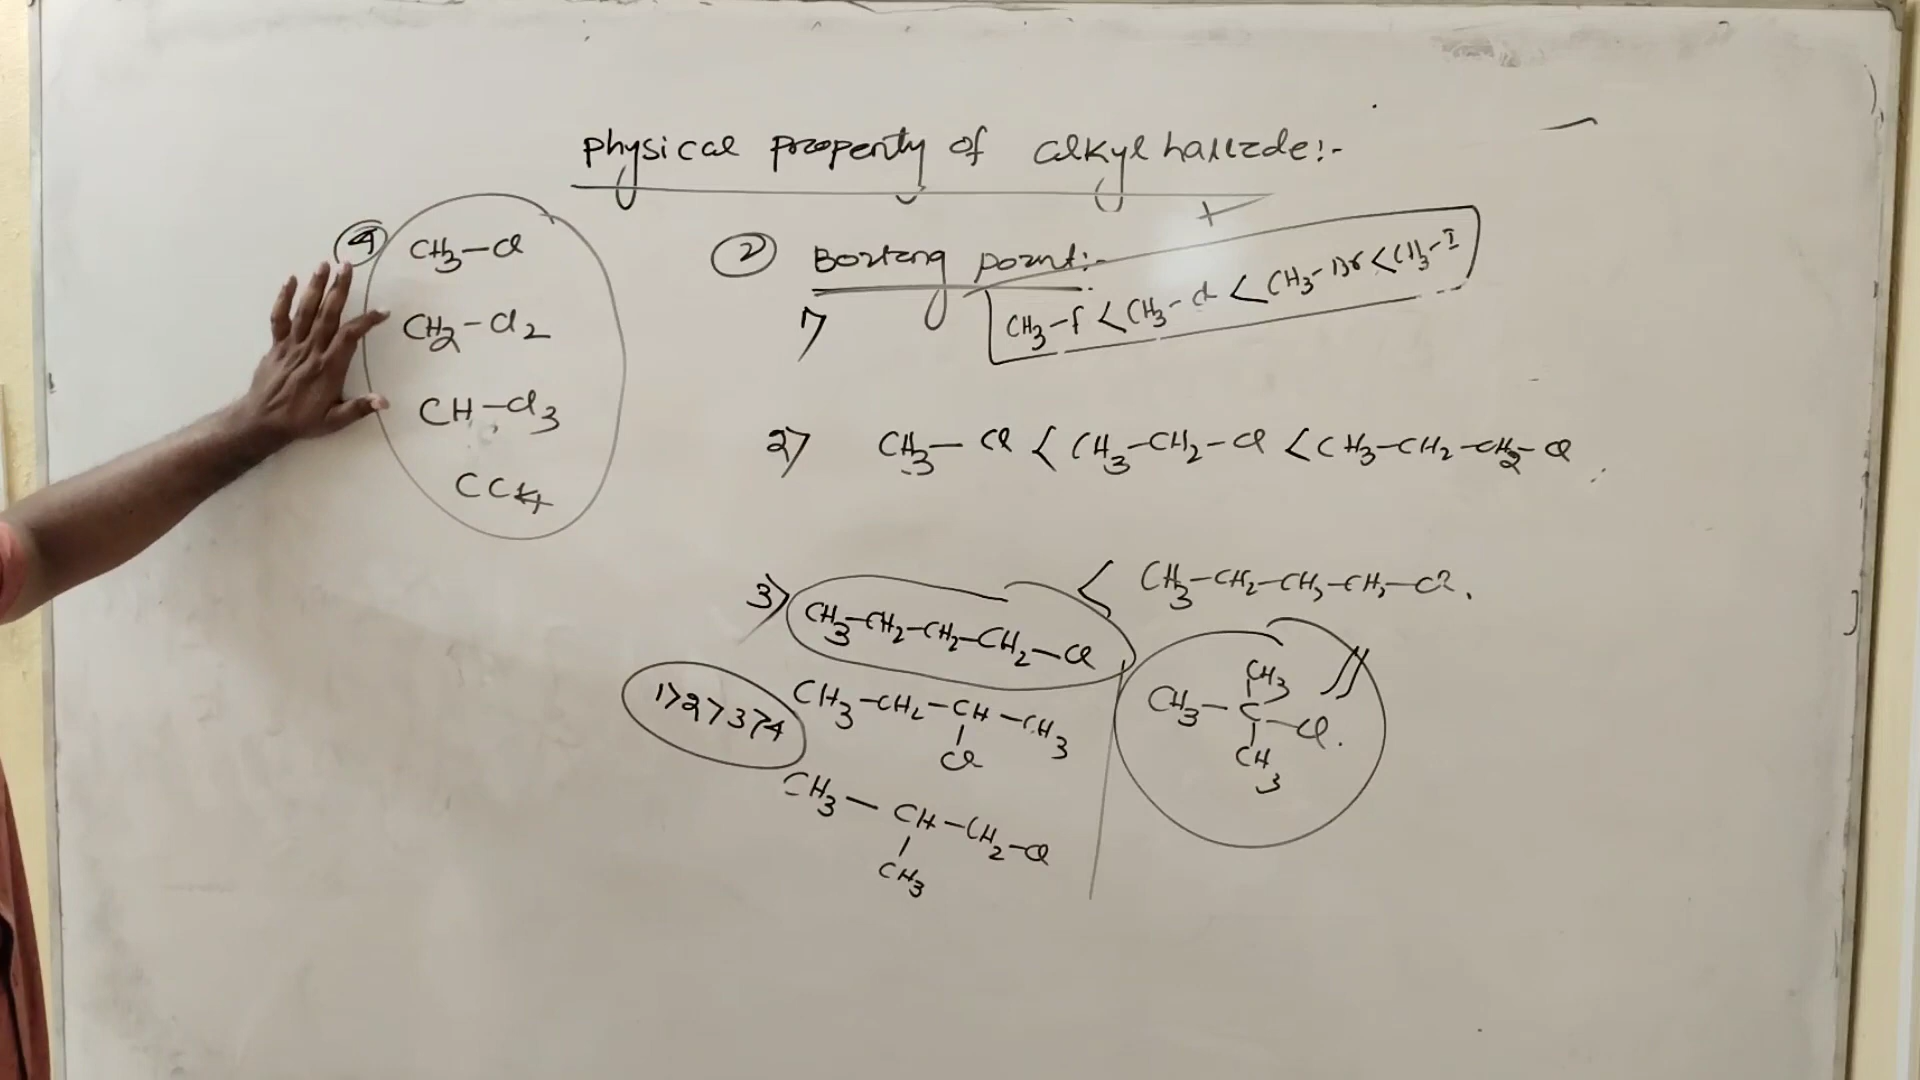 physical property of alkyl halide:-
④ CH3-Cl
CH2-Cl2
CH-Cl3
CCl4
② Boiling point:-
1) CH3-F < CH3-Cl < CH3-Br < CH3-I
2) CH3-Cl < CH3-CH2-Cl < CH3-CH2-CH2-Cl
< CH3-CH2-CH2-CH2-Cl.
3) CH3-CH2-CH2-CH2-Cl
1>2>3>4
CH3-CH2-CH-CH3
Cl
CH3-CH-CH2-Cl
CH3
CH3
CH3-C-Cl.
CH3